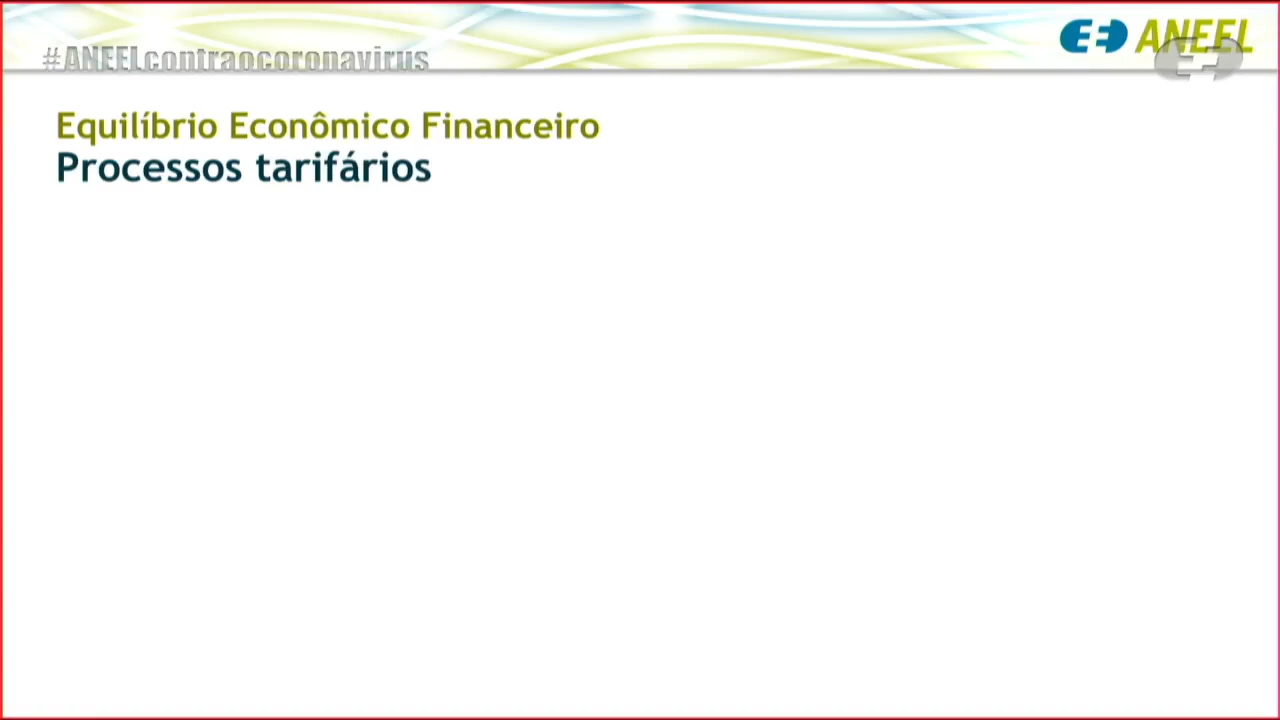 #ANEELcontraocoronavirus
ANEEL
Equilíbrio Econômico Financeiro
Processos tarifários